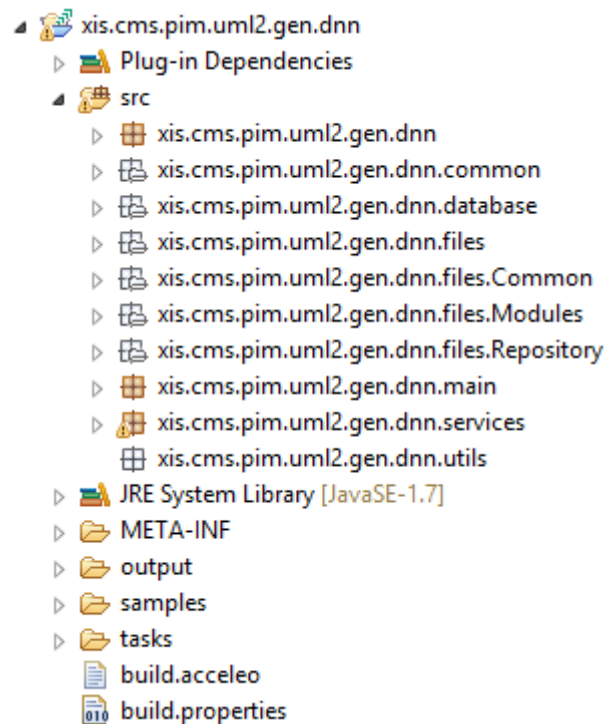 xis.cms.pim.uml2.gen.dnn
Plug-in Dependencies
src
xis.cms.pim.uml2.gen.dnn
xis.cms.pim.uml2.gen.dnn.common
xis.cms.pim.uml2.gen.dnn.database
xis.cms.pim.uml2.gen.dnn.files
xis.cms.pim.uml2.gen.dnn.files.Common
xis.cms.pim.uml2.gen.dnn.files.Modules
xis.cms.pim.uml2.gen.dnn.files.Repository
xis.cms.pim.uml2.gen.dnn.main
xis.cms.pim.uml2.gen.dnn.services
xis.cms.pim.uml2.gen.dnn.utils
JRE System Library [JavaSE-1.7]
META-INF
output
samples
tasks
build.acceleo
010 build.properties